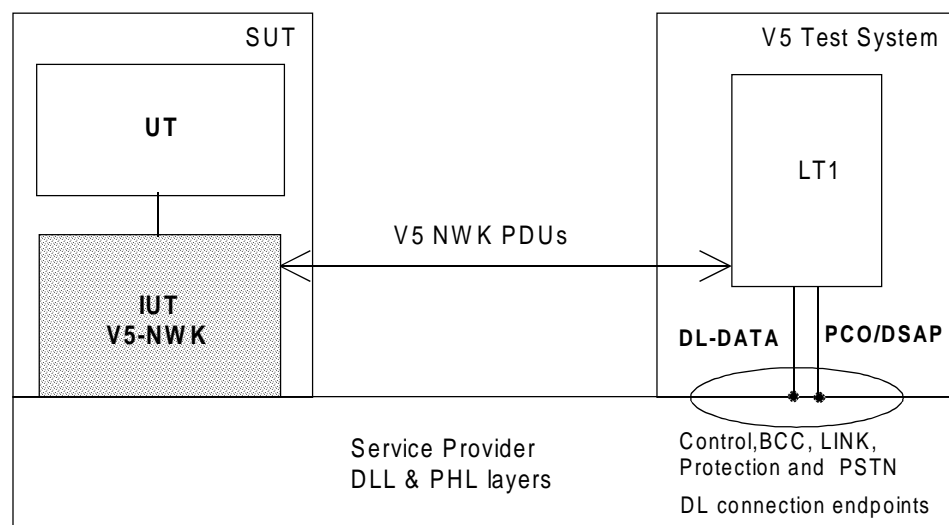 SUT
V5 Test System
UT
LT1
V5 NWK PDUs
IUT
V5-NWK
DL-DATA
PCO/DSAP
Service Provider
DLL & PHL layers
Control,BCC, LINK,
Protection and PSTN
DL connection endpoints